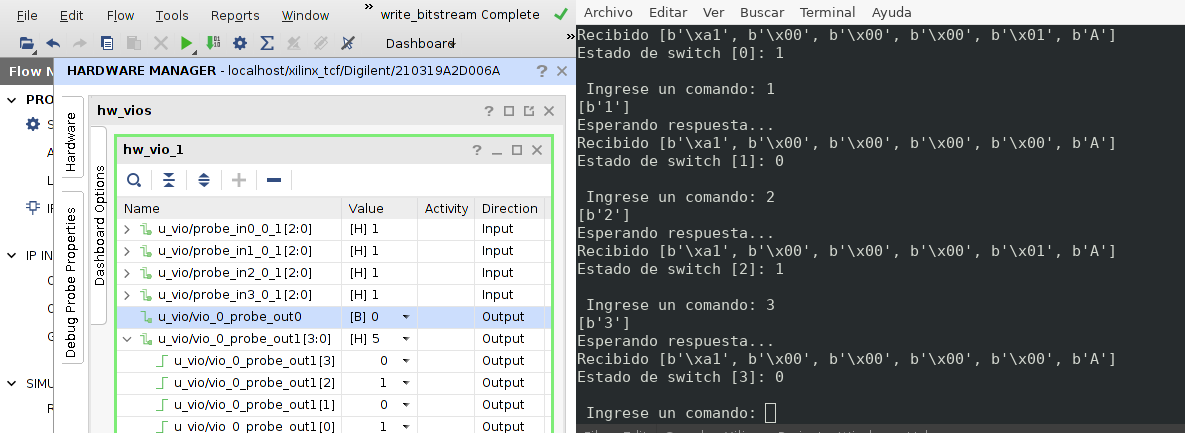 File Edit Flow Tools Reports Window » write_bitstream Complete
Dashboard »
Flow N
HARDWARE MANAGER - localhost/xilinx_tcf/Digilent/210319A2D006A
PRO
S
A
L
IP
IP IN
SIMU
R
Hardware
Debug Probe Properties
Dashboard Options
hw_vios
hw_vio_1
Name Value Activity Direction
u_vio/probe_in0_0_1[2:0] [H] 1 Input
u_vio/probe_in1_0_1[2:0] [H] 1 Input
u_vio/probe_in2_0_1[2:0] [H] 1 Input
u_vio/probe_in3_0_1[2:0] [H] 1 Input
u_vio/vio_0_probe_out0 [B] 0 Output
u_vio/vio_0_probe_out1[3:0] [H] 5 Output
u_vio/vio_0_probe_out1[3] 0 Output
u_vio/vio_0_probe_out1[2] 1 Output
u_vio/vio_0_probe_out1[1] 0 Output
u_vio/vio_0_probe_out1[0] 1 Output
Archivo Editar Ver Buscar Terminal Ayuda
Recibido [b'\xa1', b'\x00', b'\x00', b'\x00', b'\x01', b'A']
Estado de switch [0]: 1
Ingrese un comando: 1
[b'1']
Esperando respuesta...
Recibido [b'\xa1', b'\x00', b'\x00', b'\x00', b'\x00', b'A']
Estado de switch [1]: 0
Ingrese un comando: 2
[b'2']
Esperando respuesta...
Recibido [b'\xa1', b'\x00', b'\x00', b'\x00', b'\x01', b'A']
Estado de switch [2]: 1
Ingrese un comando: 3
[b'3']
Esperando respuesta...
Recibido [b'\xa1', b'\x00', b'\x00', b'\x00', b'\x00', b'A']
Estado de switch [3]: 0
Ingrese un comando: